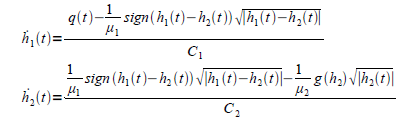 ḣ₁(t)=(q(t)−(1/μ₁)sign(h₁(t)−h₂(t))√|h₁(t)−h₂(t)|)/C₁
ḣ₂(t)=((1/μ₁)sign(h₁(t)−h₂(t))√|h₁(t)−h₂(t)|−(1/μ₂)g(h₂)√|h₂(t)|)/C₂